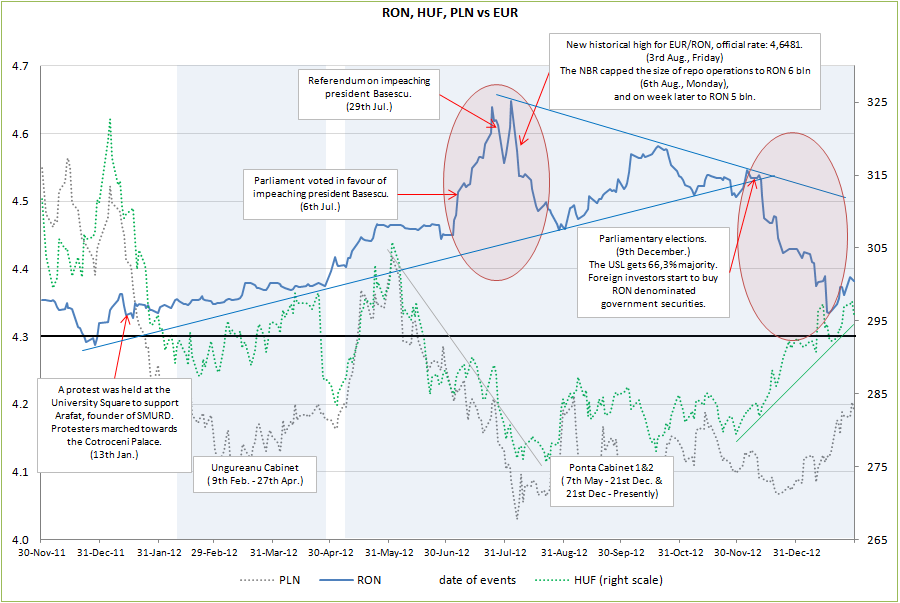 RON, HUF, PLN vs EUR
New historical high for EUR/RON, official rate: 4,6481.
(3rd Aug., Friday)
The NBR capped the size of repo operations to RON 6 bln
(6th Aug., Monday),
and on week later to RON 5 bln.
Referendum on impeaching
president Basescu.
(29th Jul.)
Parliament voted in favour of
impeaching president Basescu.
(6th Jul.)
Parliamentary elections.
(9th December.)
The USL gets 66,3% majority.
Foreign investors start to buy
RON denominated
government securities.
A protest was held at the
University Square to support
Arafat, founder of SMURD.
Protesters marched towards
the Cotroceni Palace.
(13th Jan.)
Ungureanu Cabinet
(9th Feb. - 27th Apr.)
Ponta Cabinet 1&2
( 7th May - 21st Dec. &
21st Dec - Presently)
4.7
4.6
4.5
4.4
4.3
4.2
4.1
4.0
325
315
305
295
285
275
265
30-Nov-11
31-Dec-11
31-Jan-12
29-Feb-12
31-Mar-12
30-Apr-12
31-May-12
30-Jun-12
31-Jul-12
31-Aug-12
30-Sep-12
31-Oct-12
30-Nov-12
31-Dec-12
PLN
RON
date of events
HUF (right scale)